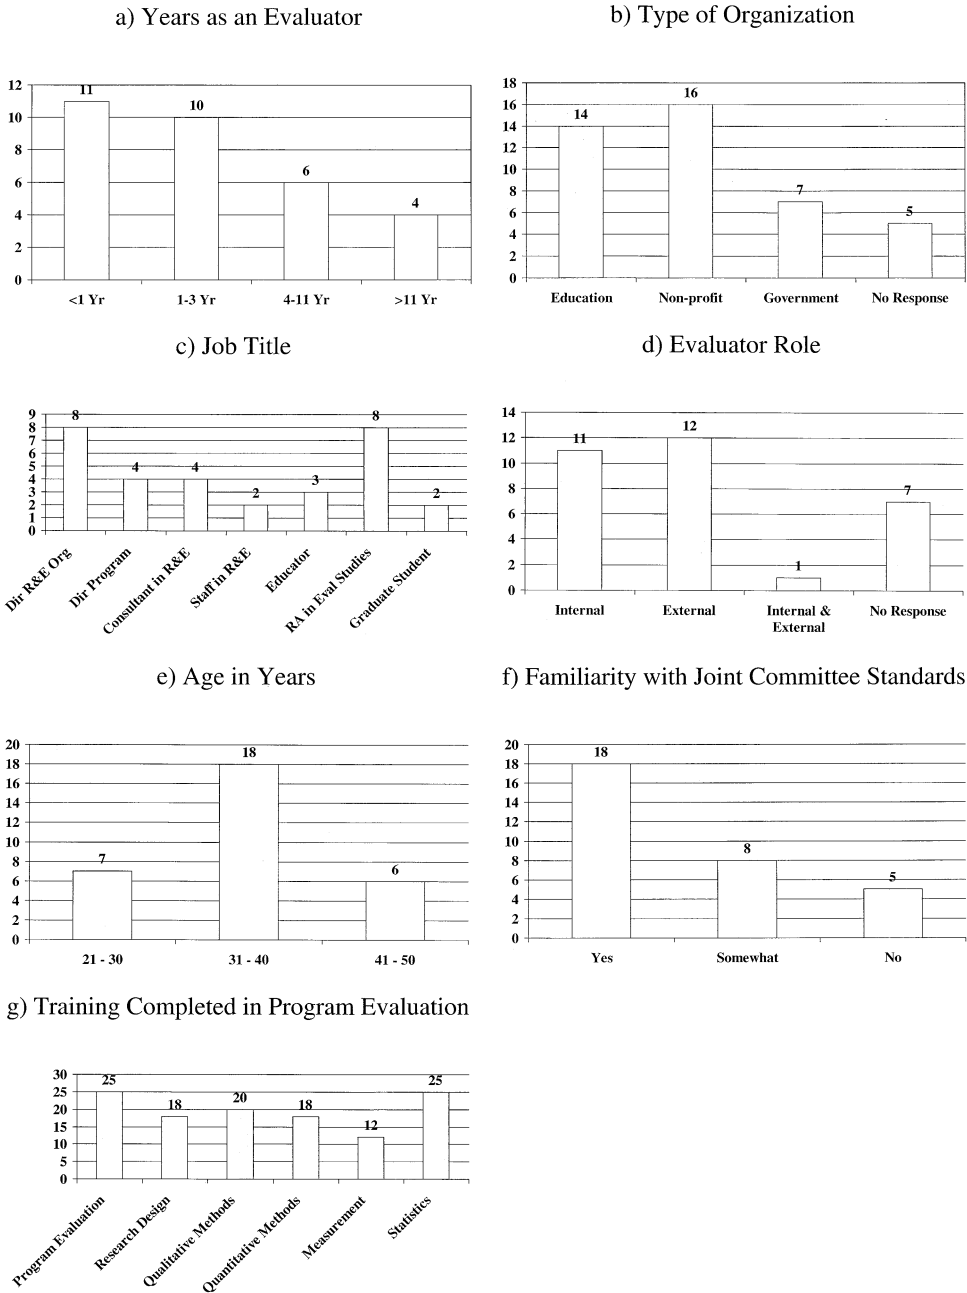 a) Years as an Evaluator
12
10
8
6
4
2
0
11
10
6
4
<1 Yr
1-3 Yr
4-11 Yr
>11 Yr
b) Type of Organization
18
16
14
12
10
8
6
4
2
0
14
16
7
5
Education
Non-profit
Government
No Response
c) Job Title
9
8
7
6
5
4
3
2
1
0
8
4
4
2
3
8
2
Dir R&E Org
Dir Program
Consultant in R&E
Staff in R&E
Educator
RA in Eval Studies
Graduate Student
d) Evaluator Role
14
12
10
8
6
4
2
0
11
12
1
7
Internal
External
Internal &
External
No Response
e) Age in Years
20
18
16
14
12
10
8
6
4
2
0
7
18
6
21 - 30
31 - 40
41 - 50
f) Familiarity with Joint Committee Standards
20
18
16
14
12
10
8
6
4
2
0
18
8
5
Yes
Somewhat
No
g) Training Completed in Program Evaluation
30
25
20
15
10
5
0
25
18
20
18
12
25
Program Evaluation
Research Design
Qualitative Methods
Quantitative Methods
Measurement
Statistics